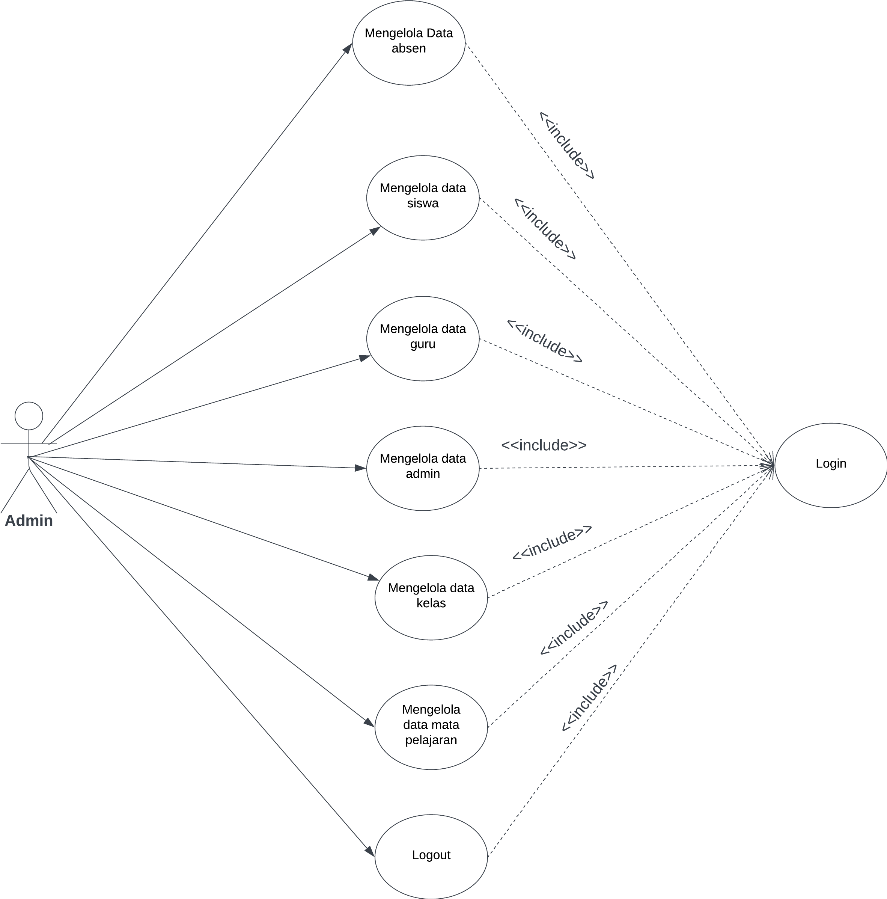 Mengelola Data
absen
<<include>>
Mengelola data
siswa
<<include>>
Mengelola data
guru
<<include>>
Mengelola data
admin
<<include>>
Login
Admin
Mengelola data
kelas
<<include>>
Mengelola
data mata
pelajaran
<<include>>
Logout
<<include>>